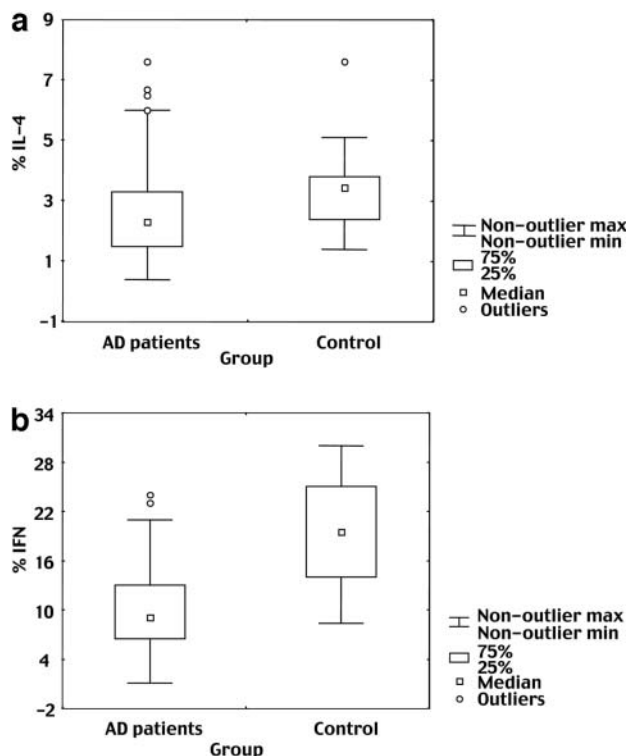 a
9
7
5
3
1
-1
% IL-4
AD patients
Control
Group
Non-outlier max
Non-outlier min
75%
25%
Median
Outliers
b
34
28
22
16
10
4
-2
% IFN
AD patients
Control
Group
Non-outlier max
Non-outlier min
75%
25%
Median
Outliers